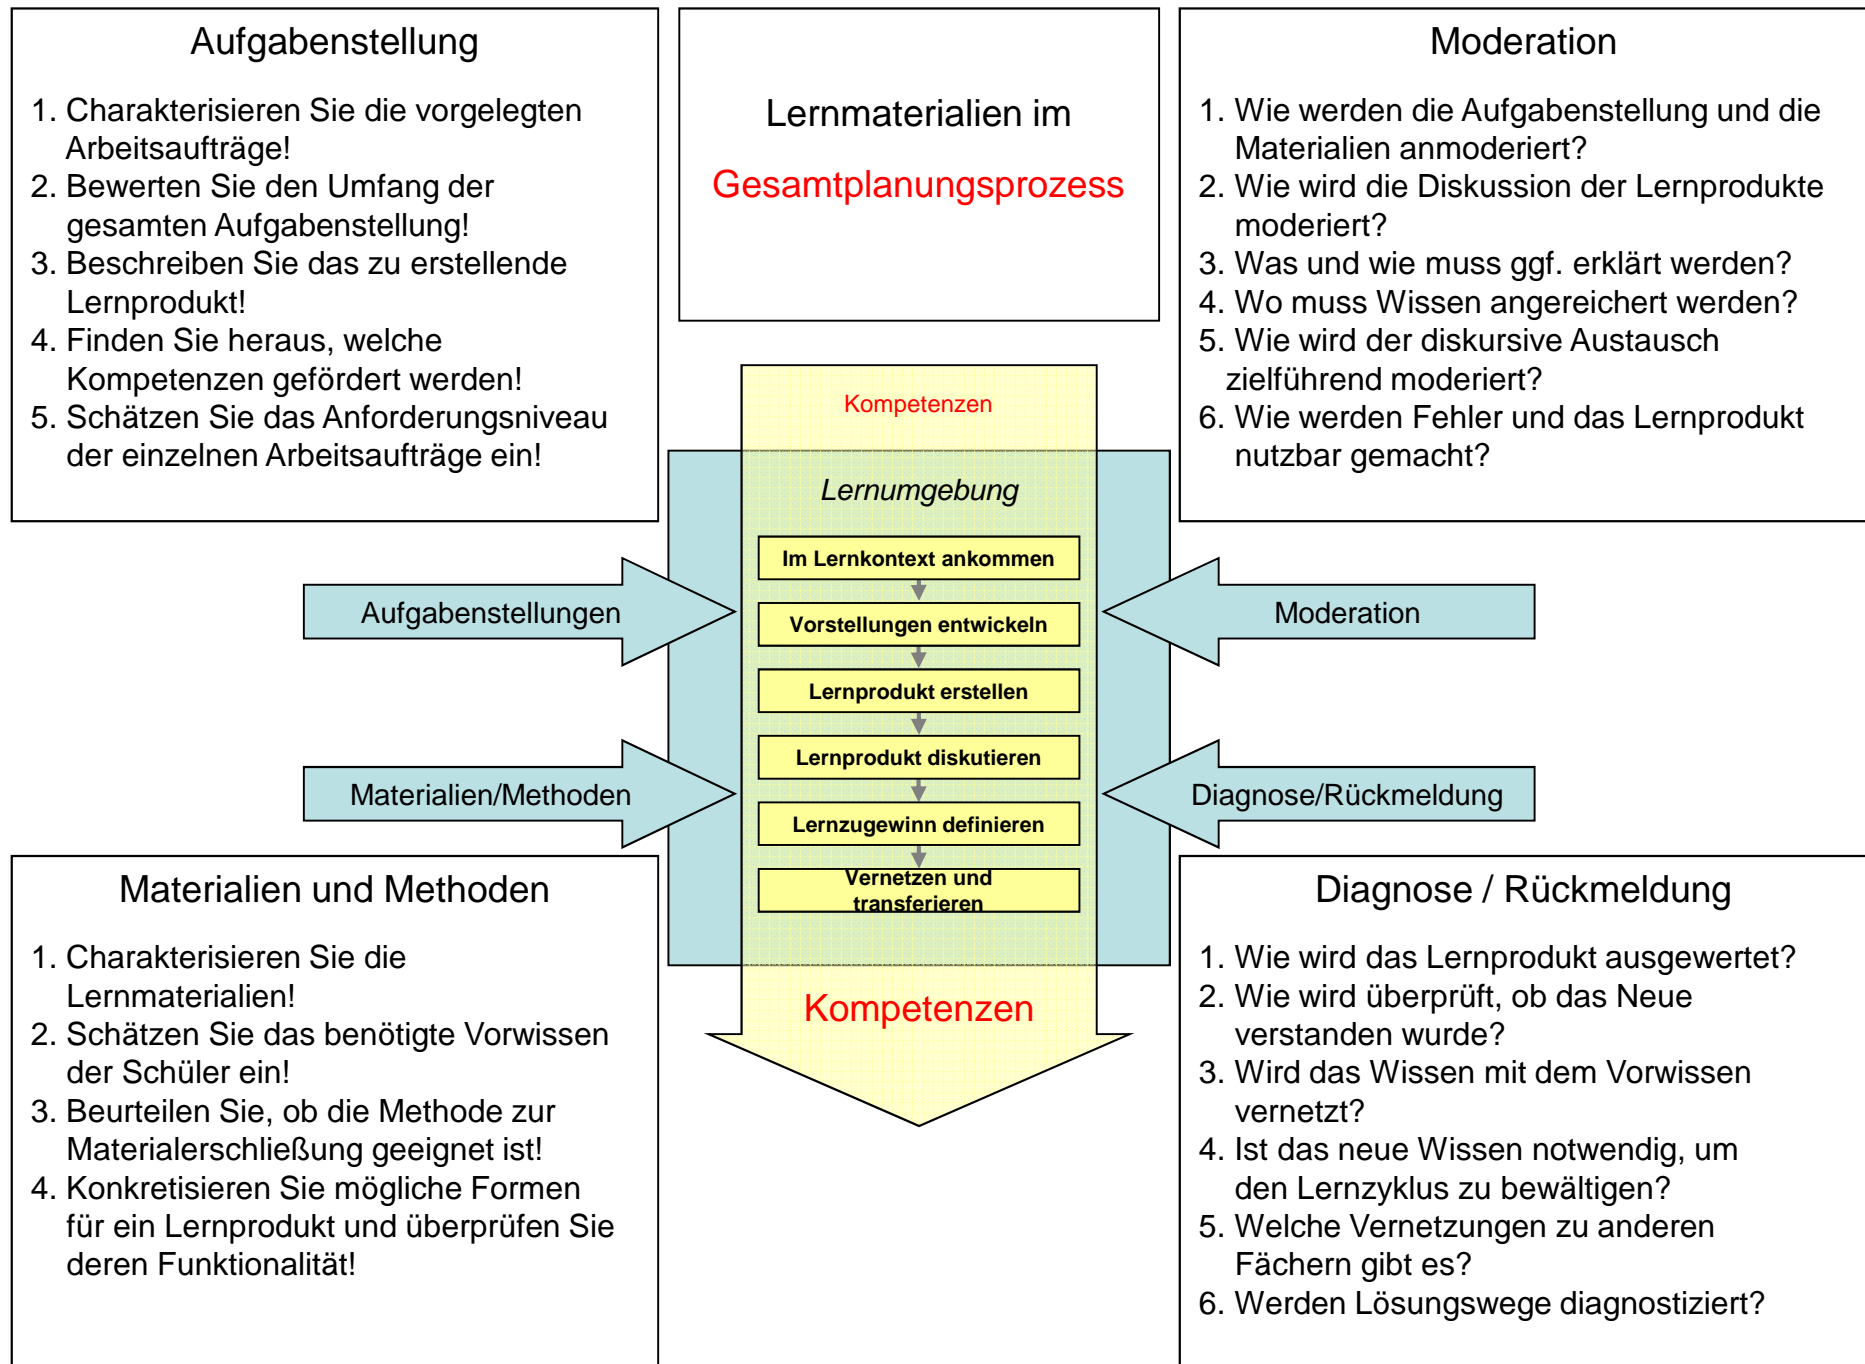 Aufgabenstellung
1. Charakterisieren Sie die vorgelegten
Arbeitsaufträge!
2. Bewerten Sie den Umfang der
gesamten Aufgabenstellung!
3. Beschreiben Sie das zu erstellende
Lernprodukt!
4. Finden Sie heraus, welche
Kompetenzen gefördert werden!
5. Schätzen Sie das Anforderungsniveau
der einzelnen Arbeitsaufträge ein!
Lernmaterialien im
Gesamtplanungsprozess
Moderation
1. Wie werden die Aufgabenstellung und die
Materialien anmoderiert?
2. Wie wird die Diskussion der Lernprodukte
moderiert?
3. Was und wie muss ggf. erklärt werden?
4. Wo muss Wissen angereichert werden?
5. Wie wird der diskursive Austausch
zielführend moderiert?
6. Wie werden Fehler und das Lernprodukt
nutzbar gemacht?
Kompetenzen
Lernumgebung
Im Lernkontext ankommen
Vorstellungen entwickeln
Lernprodukt erstellen
Lernprodukt diskutieren
Lernzugewinn definieren
Vernetzen und
transferieren
Kompetenzen
Aufgabenstellungen
Moderation
Materialien/Methoden
Diagnose/Rückmeldung
Materialien und Methoden
1. Charakterisieren Sie die
Lernmaterialien!
2. Schätzen Sie das benötigte Vorwissen
der Schüler ein!
3. Beurteilen Sie, ob die Methode zur
Materialerschließung geeignet ist!
4. Konkretisieren Sie mögliche Formen
für ein Lernprodukt und überprüfen Sie
deren Funktionalität!
Diagnose / Rückmeldung
1. Wie wird das Lernprodukt ausgewertet?
2. Wie wird überprüft, ob das Neue
verstanden wurde?
3. Wird das Wissen mit dem Vorwissen
vernetzt?
4. Ist das neue Wissen notwendig, um
den Lernzyklus zu bewältigen?
5. Welche Vernetzungen zu anderen
Fächern gibt es?
6. Werden Lösungswege diagnostiziert?